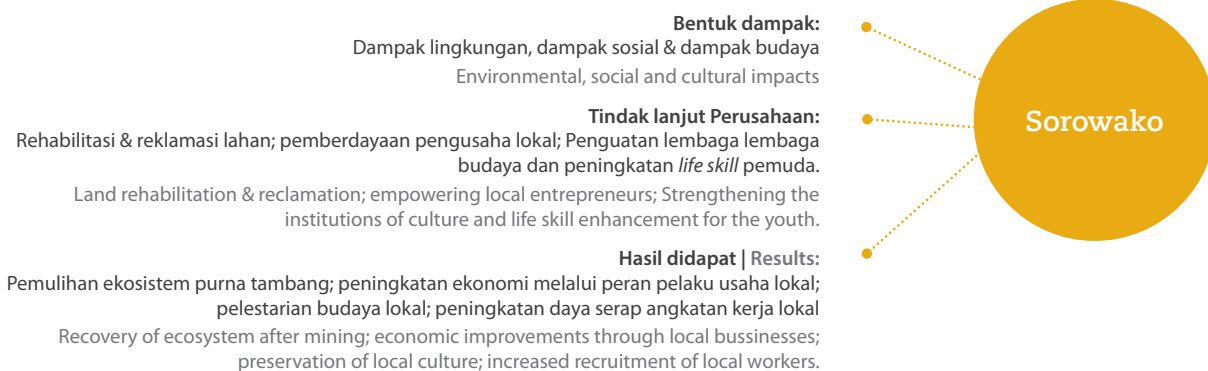 Bentuk dampak:
Dampak lingkungan, dampak sosial & dampak budaya
Environmental, social and cultural impacts
Tindak lanjut Perusahaan:
Rehabilitasi & reklamasi lahan; pemberdayaan pengusaha lokal; Penguatan lembaga lembaga
budaya dan peningkatan life skill pemuda.
Land rehabilitation & reclamation; empowering local entrepreneurs; Strengthening the
institutions of culture and life skill enhancement for the youth.
Hasil didapat | Results:
Pemulihan ekosistem purna tambang; peningkatan ekonomi melalui peran pelaku usaha lokal;
pelestarian budaya lokal; peningkatan daya serap angkatan kerja lokal
Recovery of ecosystem after mining; economic improvements through local bussinesses;
preservation of local culture; increased recruitment of local workers.
Sorowako